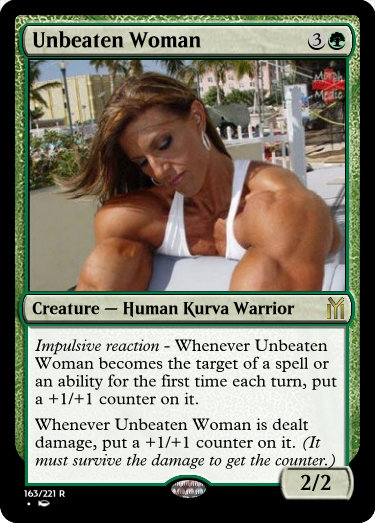 Unbeaten Woman 3
Morph
Medic
Creature — Human Kurva Warrior
Impulsive reaction - Whenever Unbeaten
Woman becomes the target of a spell or
an ability for the first time each turn, put
a +1/+1 counter on it.
Whenever Unbeaten Woman is dealt
damage, put a +1/+1 counter on it. (It
must survive the damage to get the counter.)
2/2
163/221 R